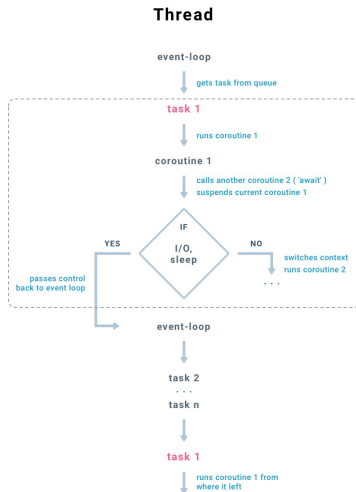 Thread
event-loop
gets task from queue
task 1
runs coroutine 1
coroutine 1
calls another coroutine 2 ( 'await' )
suspends current coroutine 1
IF
I/O,
sleep
YES
NO
passes control
back to event loop
switches context
runs coroutine 2
. . .
event-loop
task 2
. . .
task n
task 1
runs coroutine 1 from
where it left